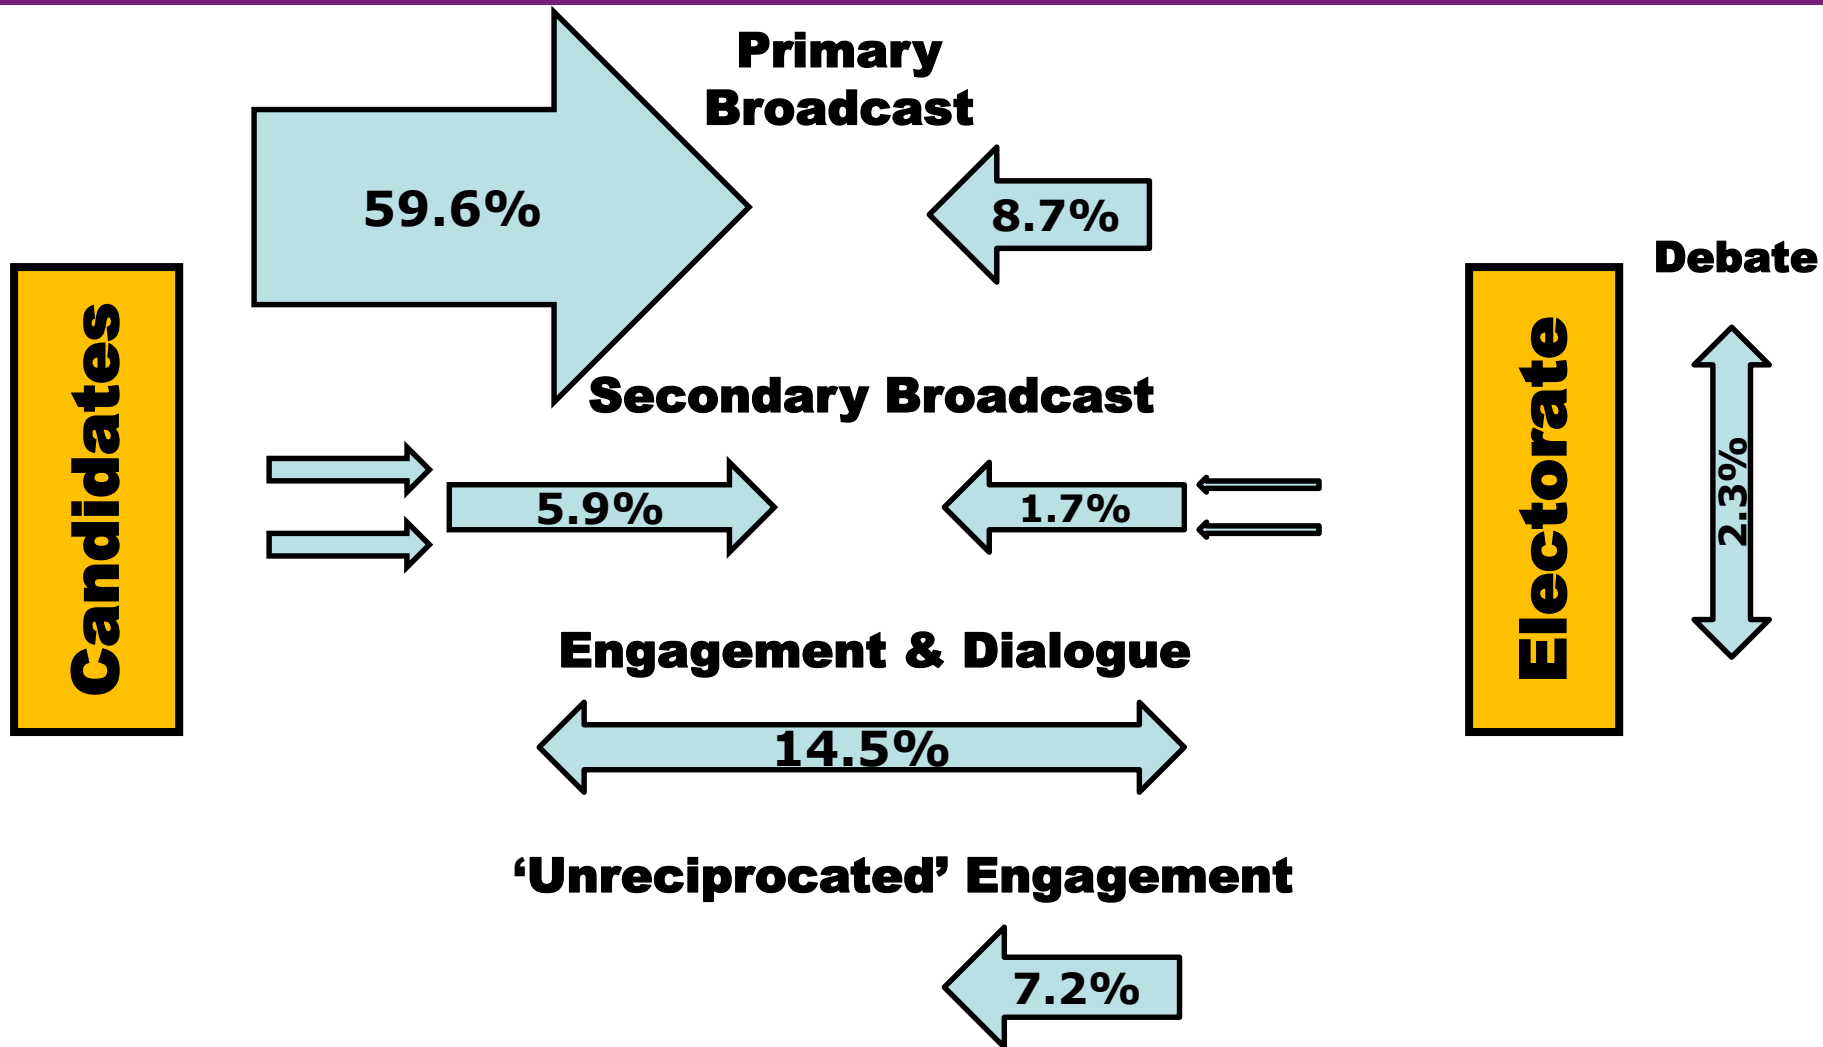 Primary
Broadcast
59.6%
8.7%
Debate
Candidates
Electorate
Secondary Broadcast
5.9%
1.7%
2.3%
Engagement & Dialogue
14.5%
‘Unreciprocated’ Engagement
7.2%